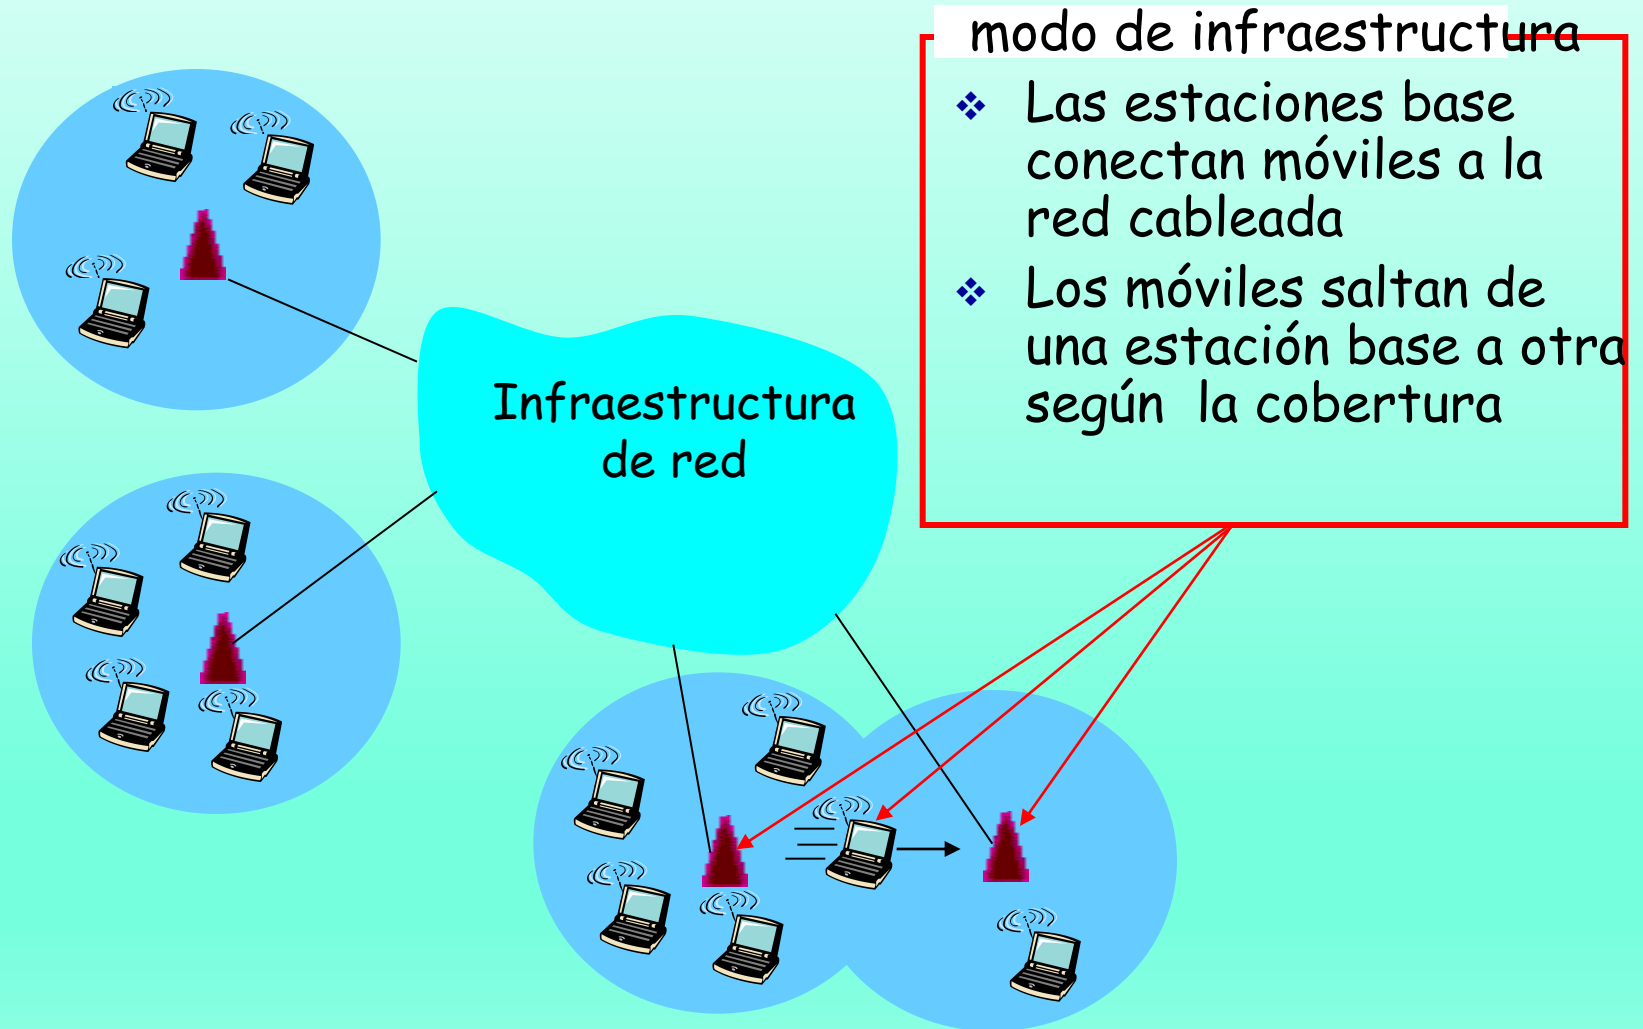 modo de infraestructura
Las estaciones base
conectan móviles a la
red cableada
Los móviles saltan de
una estación base a otra
según la cobertura
Infraestructura
de red